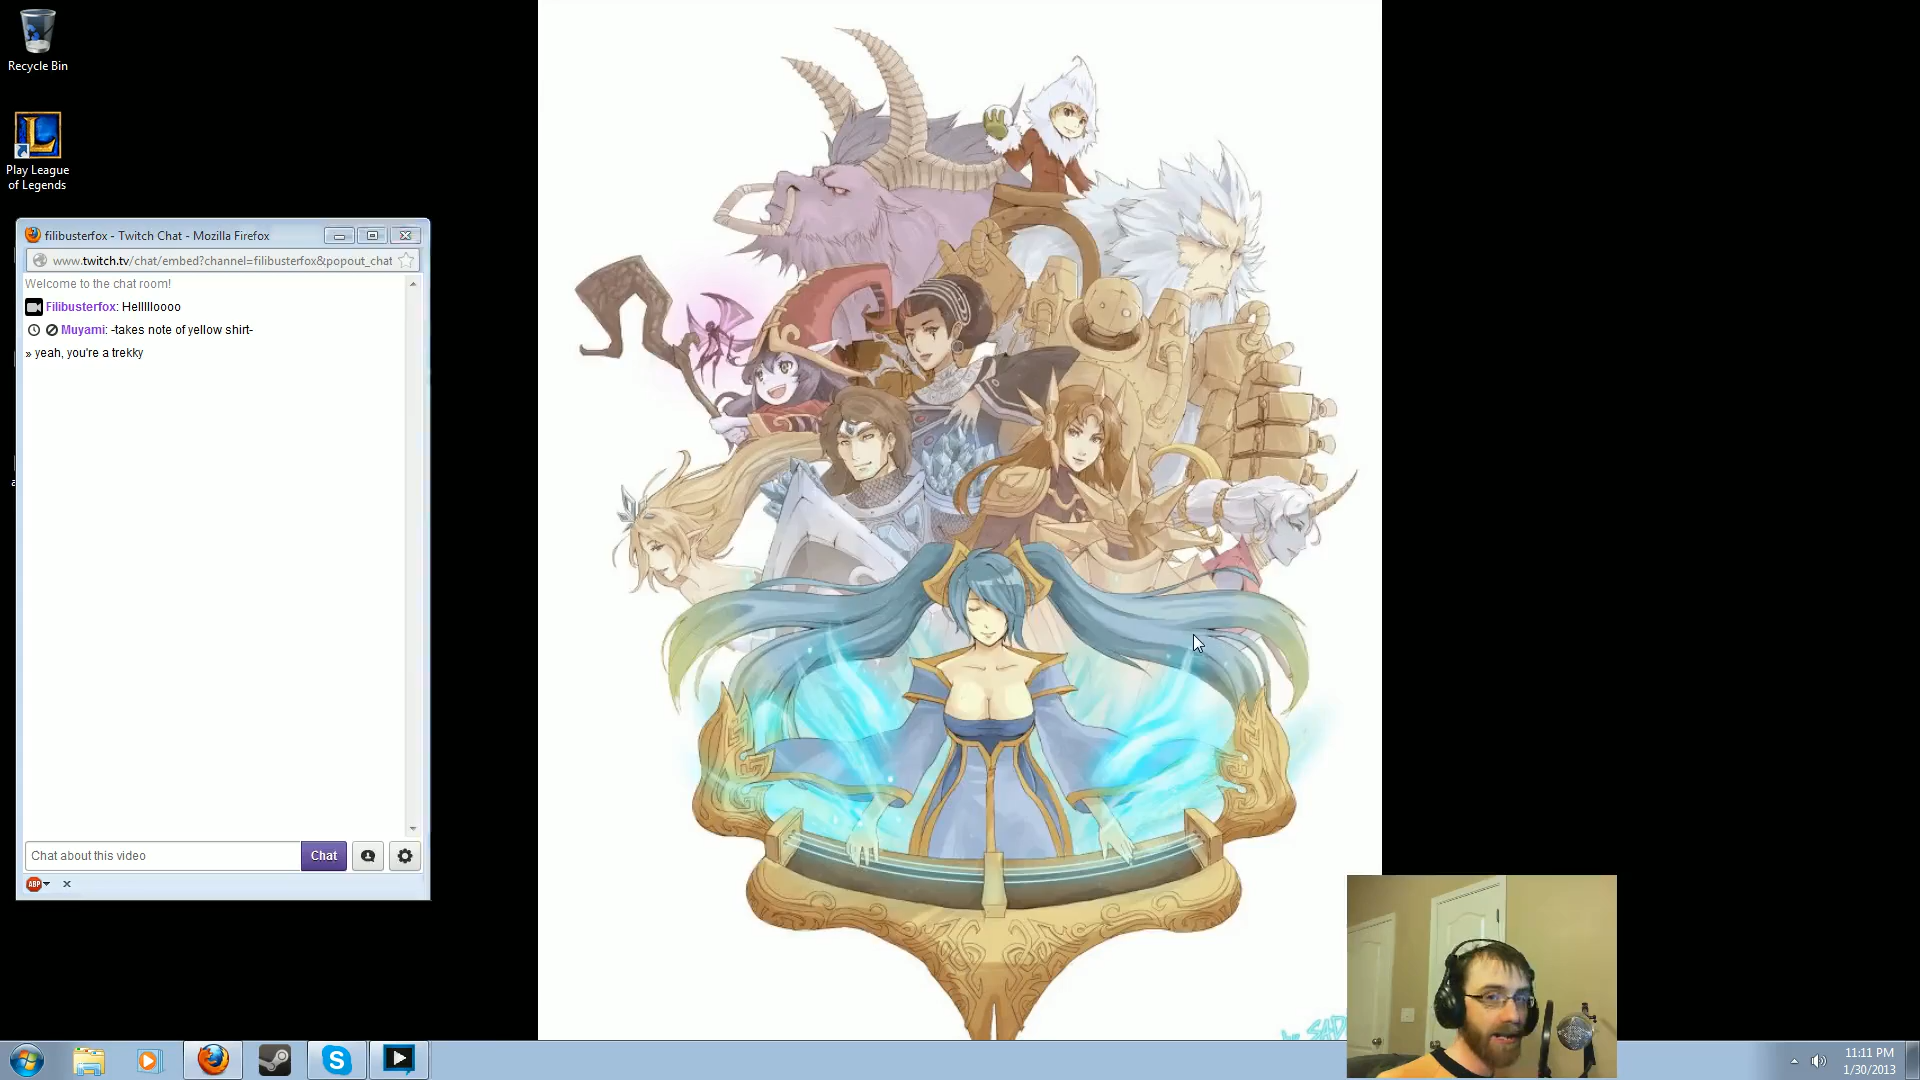 Recycle Bin
Play League
of Legends
filibusterfox - Twitch Chat - Mozilla Firefox
www.twitch.tv/chat/embed?channel=filibusterfox&popout_chat
Welcome to the chat room!
Filibusterfox: Hellllloooo
Muyami: -takes note of yellow shirt-
» yeah, you're a trekky
Chat about this video
Chat
ABP
11:11 PM
1/30/2013